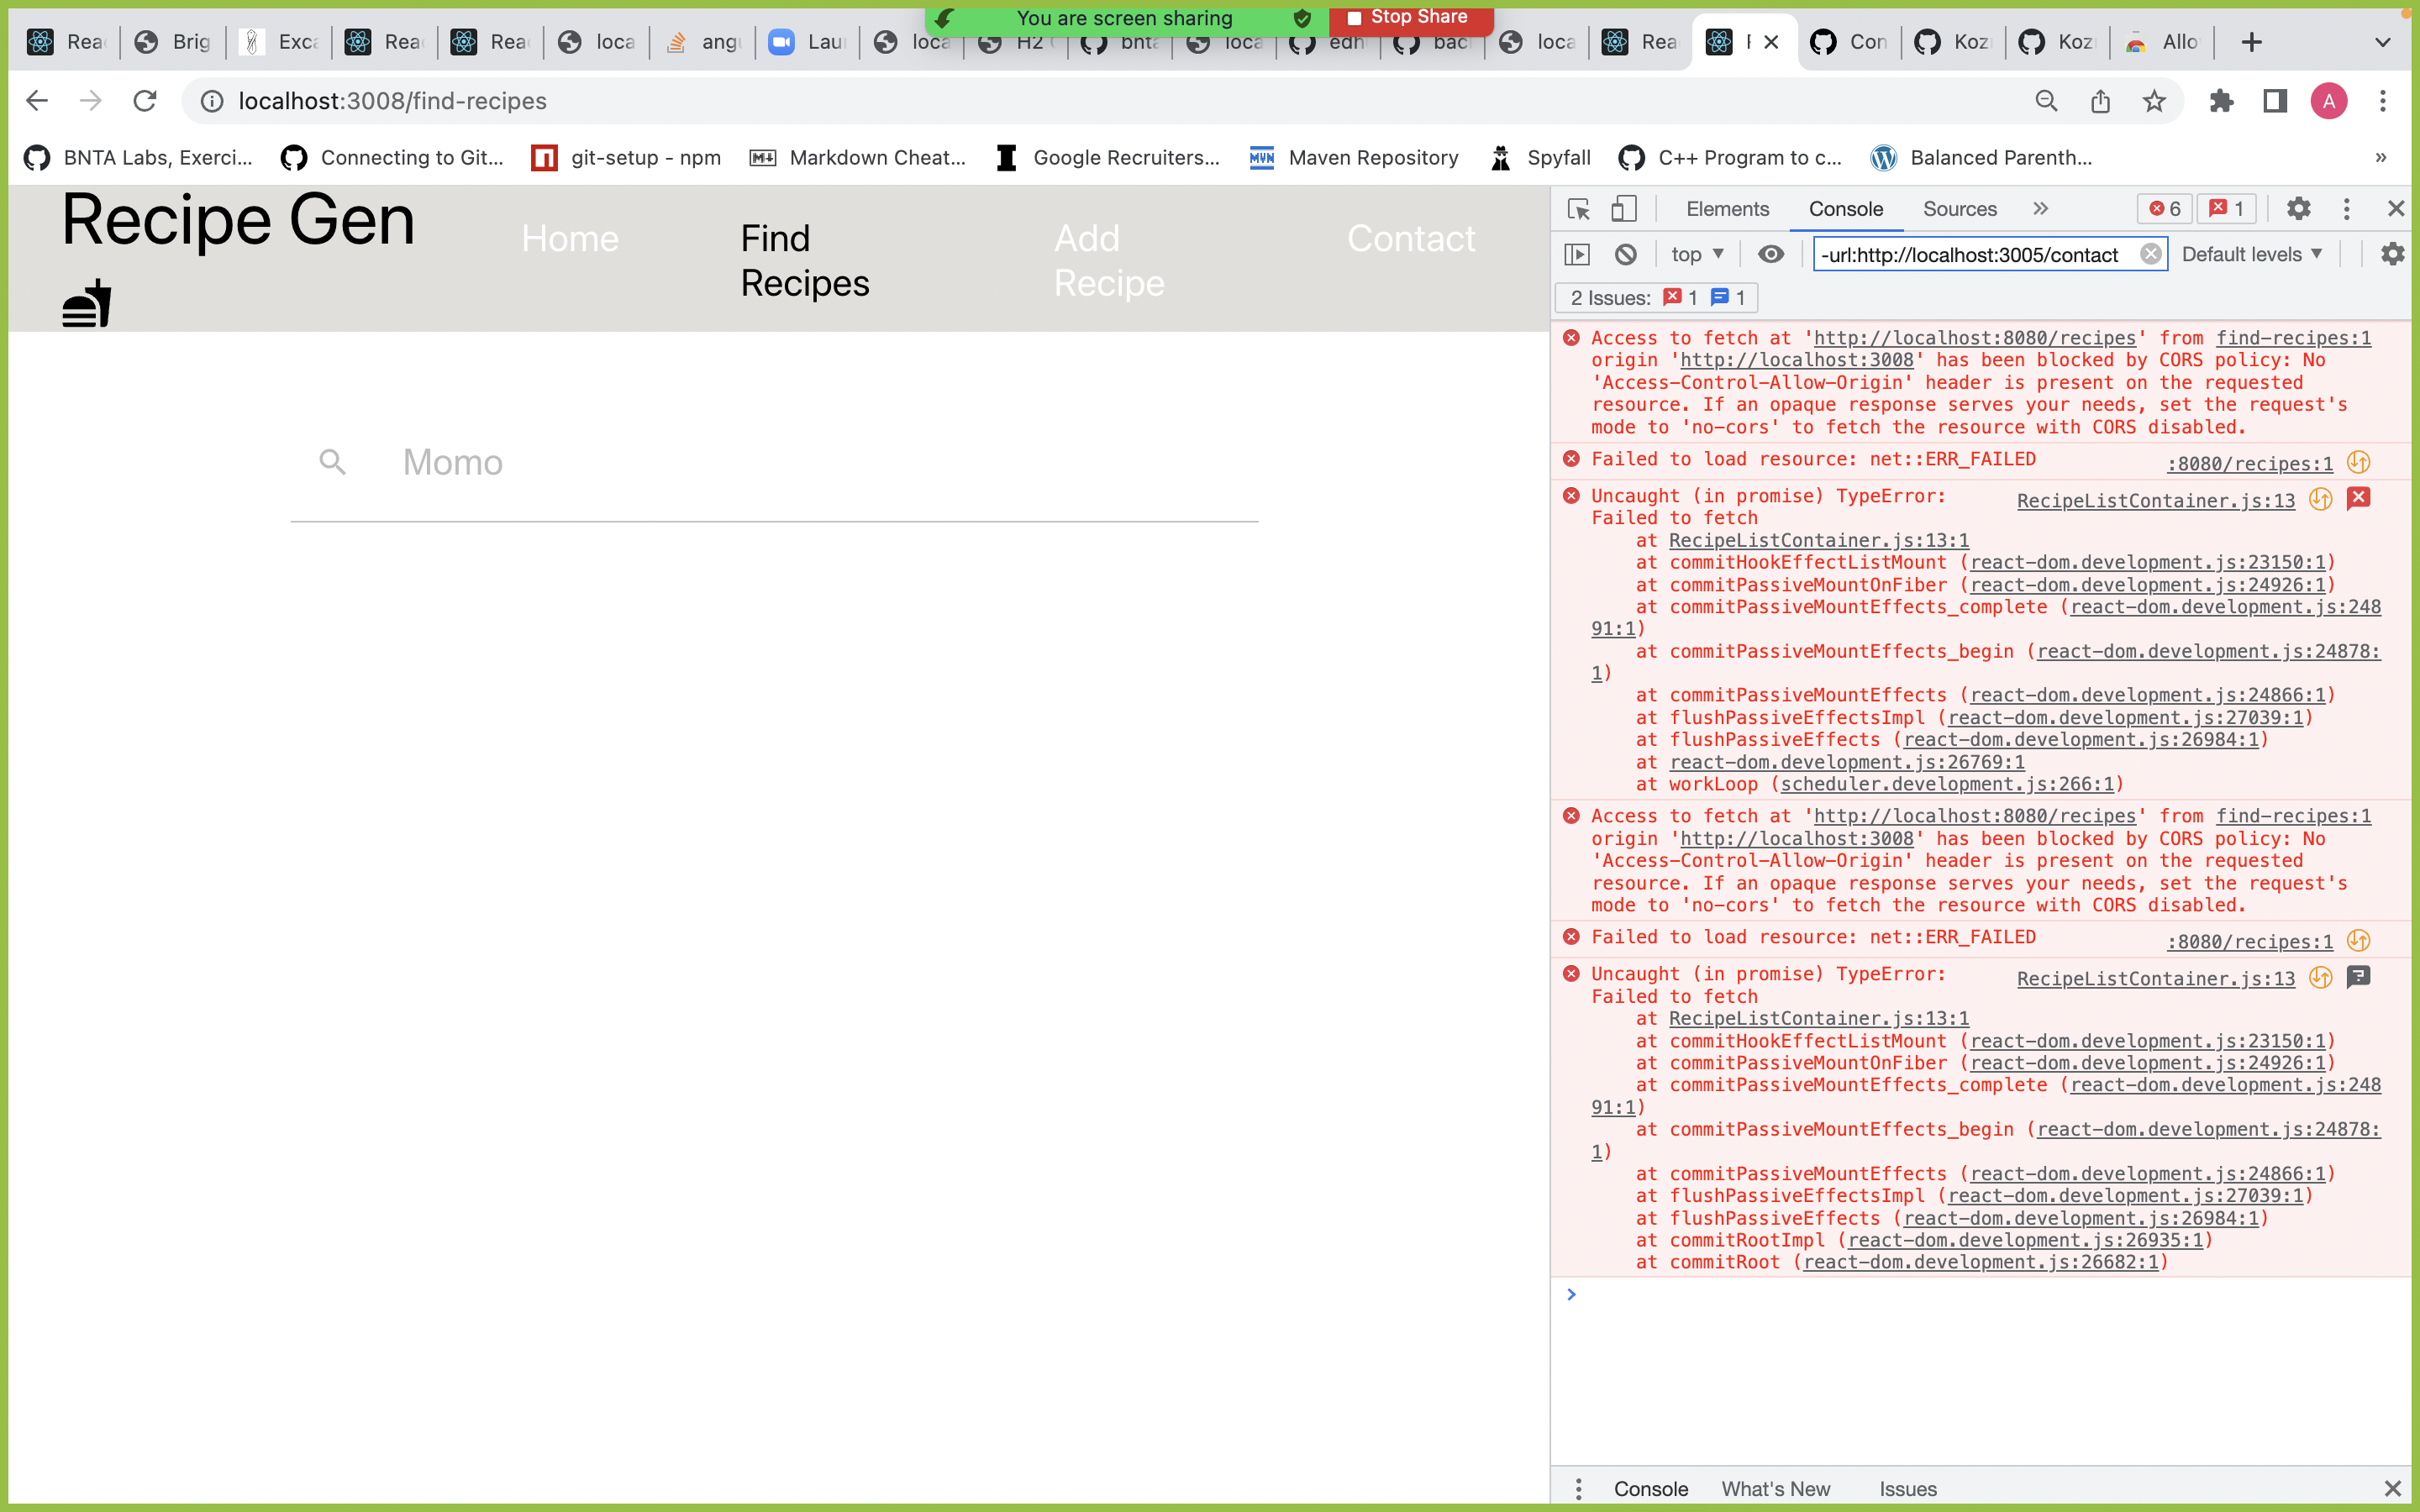 You are screen sharing
Stop Share
Rea
Brig
Exca
Rea
Rea
loca
ang
Lau
loca
H2
bnta
loca
edn
bac
loca
Rea
Con
Koz
Koz
Allo
localhost:3008/find-recipes
A
BNTA Labs, Exerci...
Connecting to Git...
git-setup - npm
Markdown Cheat...
Google Recruiters...
MVN
Maven Repository
Spyfall
C++ Program to c...
Balanced Parenth...
»
Recipe Gen
Home
Find
Recipes
Add
Recipe
Contact
Momo
Elements
Console
Sources
»
6
1
top ▼
-url:http://localhost:3005/contact
Default levels ▼
2 Issues:
1
1
Access to fetch at 'http://localhost:8080/recipes' from
find-recipes:1
origin 'http://localhost:3008' has been blocked by CORS policy: No
'Access-Control-Allow-Origin' header is present on the requested
resource. If an opaque response serves your needs, set the request's
mode to 'no-cors' to fetch the resource with CORS disabled.
Failed to load resource: net::ERR_FAILED
:8080/recipes:1
Uncaught (in promise) TypeError:
RecipeListContainer.js:13
Failed to fetch
at RecipeListContainer.js:13:1
at commitHookEffectListMount (react-dom.development.js:23150:1)
at commitPassiveMountOnFiber (react-dom.development.js:24926:1)
at commitPassiveMountEffects_complete (react-dom.development.js:248
91:1)
at commitPassiveMountEffects_begin (react-dom.development.js:24878:
1)
at commitPassiveMountEffects (react-dom.development.js:24866:1)
at flushPassiveEffectsImpl (react-dom.development.js:27039:1)
at flushPassiveEffects (react-dom.development.js:26984:1)
at react-dom.development.js:26769:1
at workLoop (scheduler.development.js:266:1)
Access to fetch at 'http://localhost:8080/recipes' from
find-recipes:1
origin 'http://localhost:3008' has been blocked by CORS policy: No
'Access-Control-Allow-Origin' header is present on the requested
resource. If an opaque response serves your needs, set the request's
mode to 'no-cors' to fetch the resource with CORS disabled.
Failed to load resource: net::ERR_FAILED
:8080/recipes:1
Uncaught (in promise) TypeError:
RecipeListContainer.js:13
Failed to fetch
at RecipeListContainer.js:13:1
at commitHookEffectListMount (react-dom.development.js:23150:1)
at commitPassiveMountOnFiber (react-dom.development.js:24926:1)
at commitPassiveMountEffects_complete (react-dom.development.js:248
91:1)
at commitPassiveMountEffects_begin (react-dom.development.js:24878:
1)
at commitPassiveMountEffects (react-dom.development.js:24866:1)
at flushPassiveEffectsImpl (react-dom.development.js:27039:1)
at flushPassiveEffects (react-dom.development.js:26984:1)
at commitRootImpl (react-dom.development.js:26935:1)
at commitRoot (react-dom.development.js:26682:1)
Console
What's New
Issues